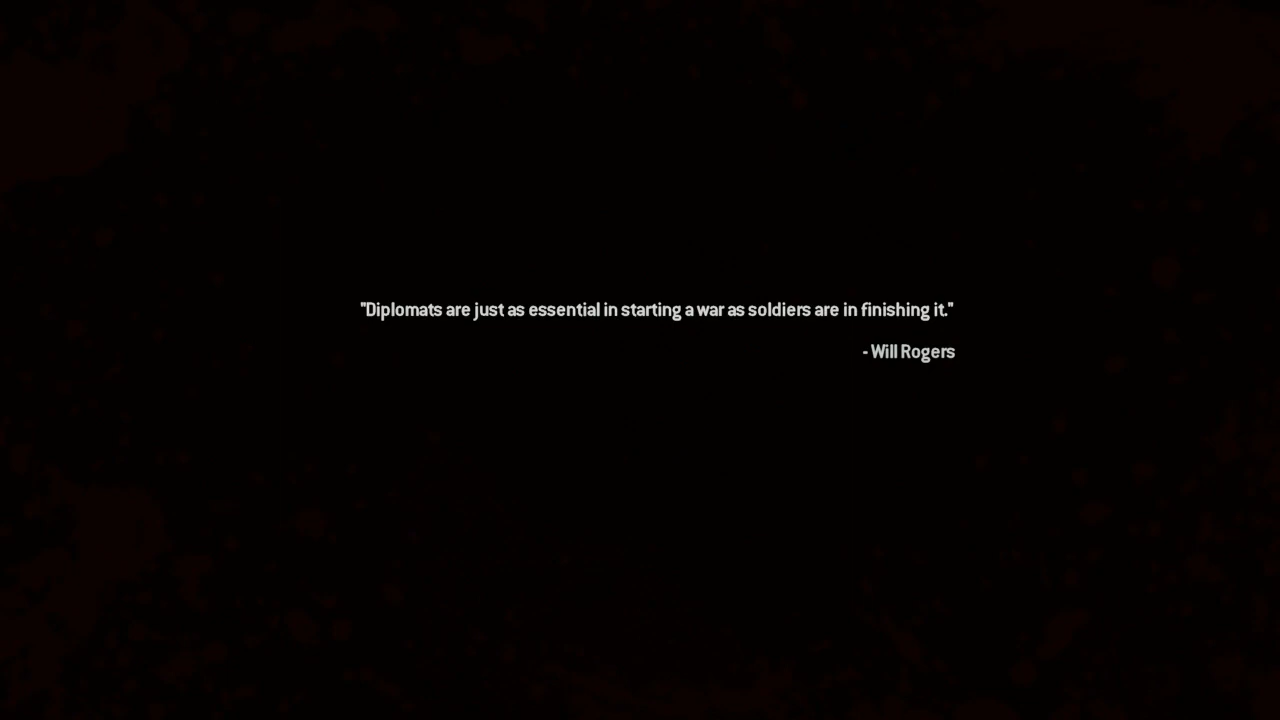 "Diplomats are just as essential in starting a war as soldiers are in finishing it."
- Will Rogers